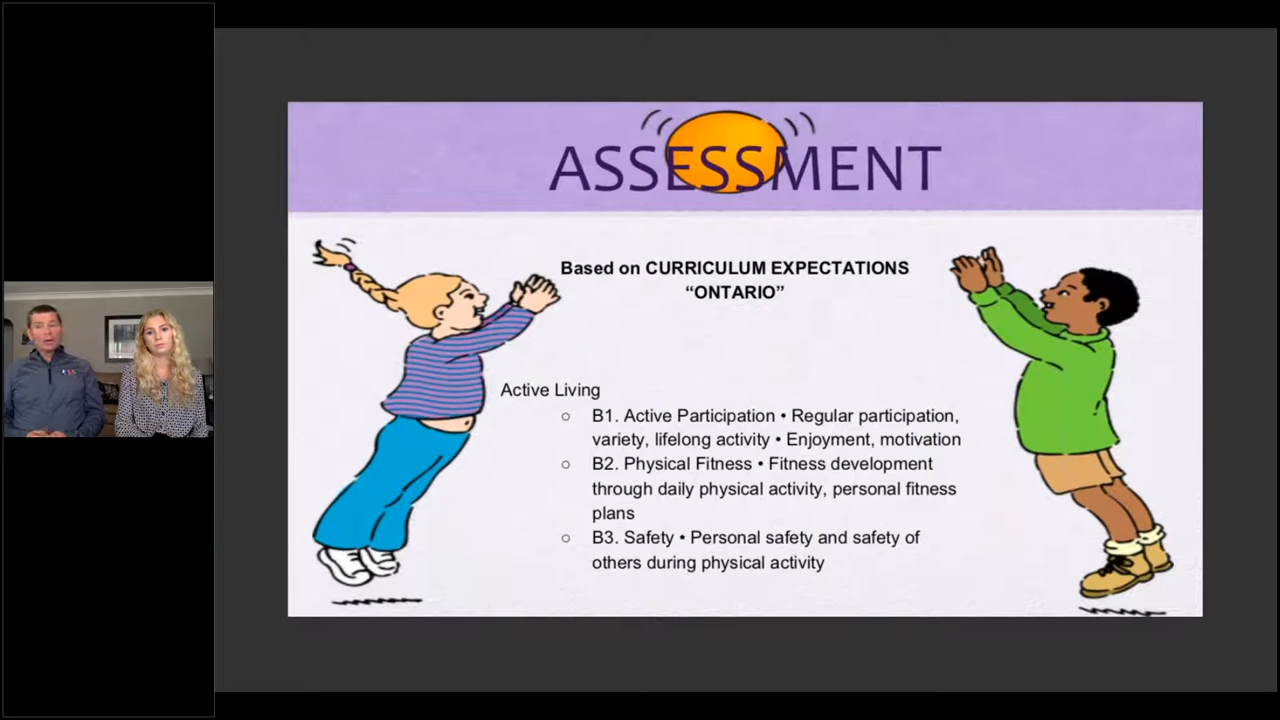 ASSESSMENT
Based on CURRICULUM EXPECTATIONS
“ONTARIO”
Active Living
○ B1. Active Participation • Regular participation,
variety, lifelong activity • Enjoyment, motivation
○ B2. Physical Fitness • Fitness development
through daily physical activity, personal fitness
plans
○ B3. Safety • Personal safety and safety of
others during physical activity